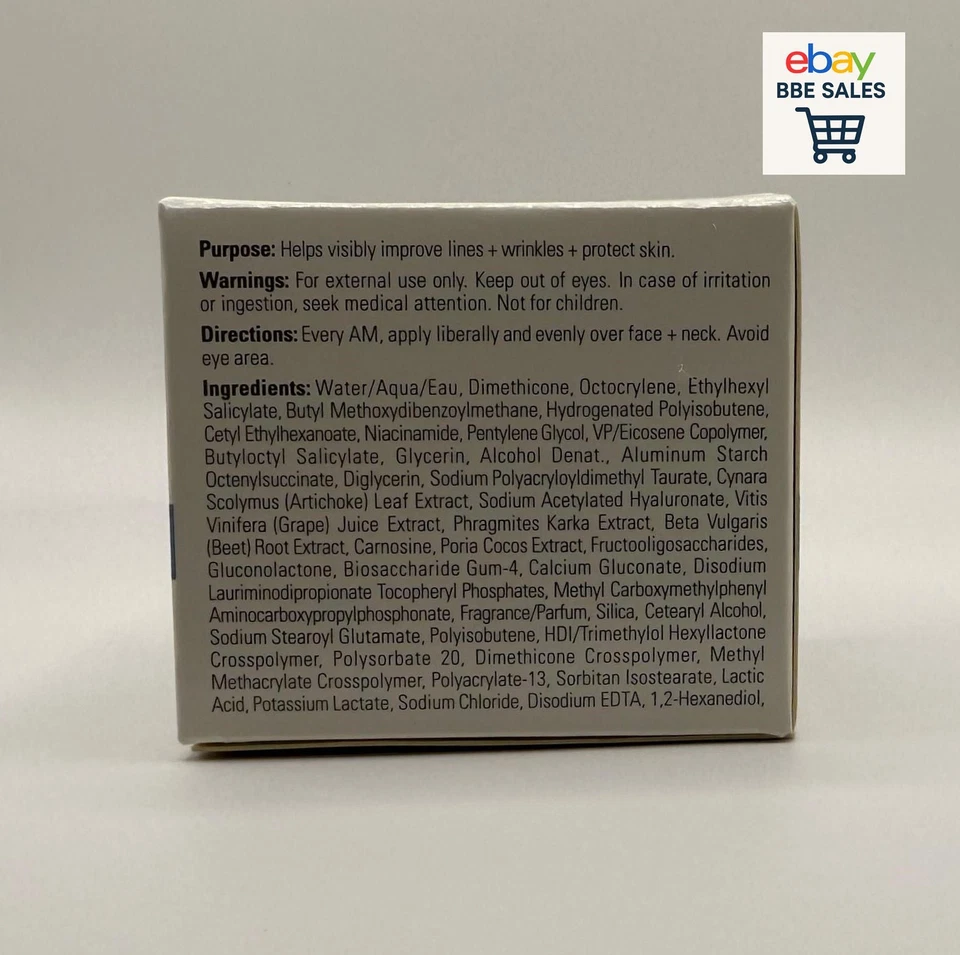 ebay
BBE SALES
Purpose: Helps visibly improve lines + wrinkles + protect skin.
Warnings: For external use only. Keep out of eyes. In case of irritation
or ingestion, seek medical attention. Not for children.
Directions: Every AM, apply liberally and evenly over face + neck. Avoid
eye area.
Ingredients: Water/Aqua/Eau, Dimethicone, Octocrylene, Ethylhexyl
Salicylate, Butyl Methoxydibenzoylmethane, Hydrogenated Polyisobutene,
Cetyl Ethylhexanoate, Niacinamide, Pentylene Glycol, VP/Eicosene Copolymer,
Butyloctyl Salicylate, Glycerin, Alcohol Denat., Aluminum Starch
Octenylsuccinate, Diglycerin, Sodium Polyacryloyldimethyl Taurate, Cynara
Scolymus (Artichoke) Leaf Extract, Sodium Acetylated Hyaluronate, Vitis
Vinifera (Grape) Juice Extract, Phragmites Karka Extract, Beta Vulgaris
(Beet) Root Extract, Carnosine, Poria Cocos Extract, Fructooligosaccharides,
Gluconolactone, Biosaccharide Gum-4, Calcium Gluconate, Disodium
Lauriminodipropionate Tocopheryl Phosphates, Methyl Carboxymethylphenyl
Aminocarboxypropylphosphonate, Fragrance/Parfum, Silica, Cetearyl Alcohol,
Sodium Stearoyl Glutamate, Polyisobutene, HDI/Trimethylol Hexyllactone
Crosspolymer, Polysorbate 20, Dimethicone Crosspolymer, Methyl
Methacrylate Crosspolymer, Polyacrylate-13, Sorbitan Isostearate, Lactic
Acid, Potassium Lactate, Sodium Chloride, Disodium EDTA, 1,2-Hexanediol,